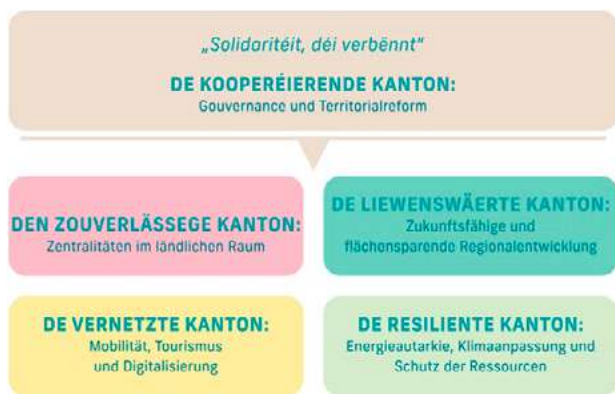 „Solidaritéit, déi verbënnt“
DE KOOPERÉIERENDE KANTON:
Gouvernance und Territorialreform
DEN ZOUVERLÄSSEGE KANTON:
Zentralitäten im ländlichen Raum
DE LIEWENSWÄERTE KANTON:
Zukunftsfähige und
flächensparende Regionalentwicklung
DE VERNETZTE KANTON:
Mobilität, Tourismus
und Digitalisierung
DE RESILIENTE KANTON:
Energieautarkie, Klimaanpassung und
Schutz der Ressourcen